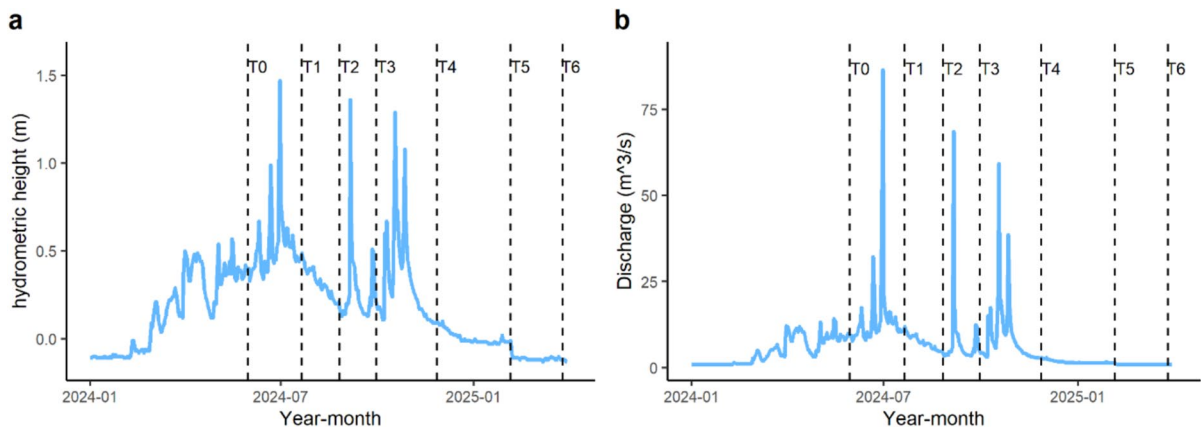 a
hydrometric height (m)
1.5
1.0
0.5
0.0
T0
T1
T2
T3
T4
T5
T6
2024-01
2024-07
2025-01
Year-month
b
Discharge (m^3/s)
75
50
25
0
T0
T1
T2
T3
T4
T5
T6
2024-01
2024-07
2025-01
Year-month